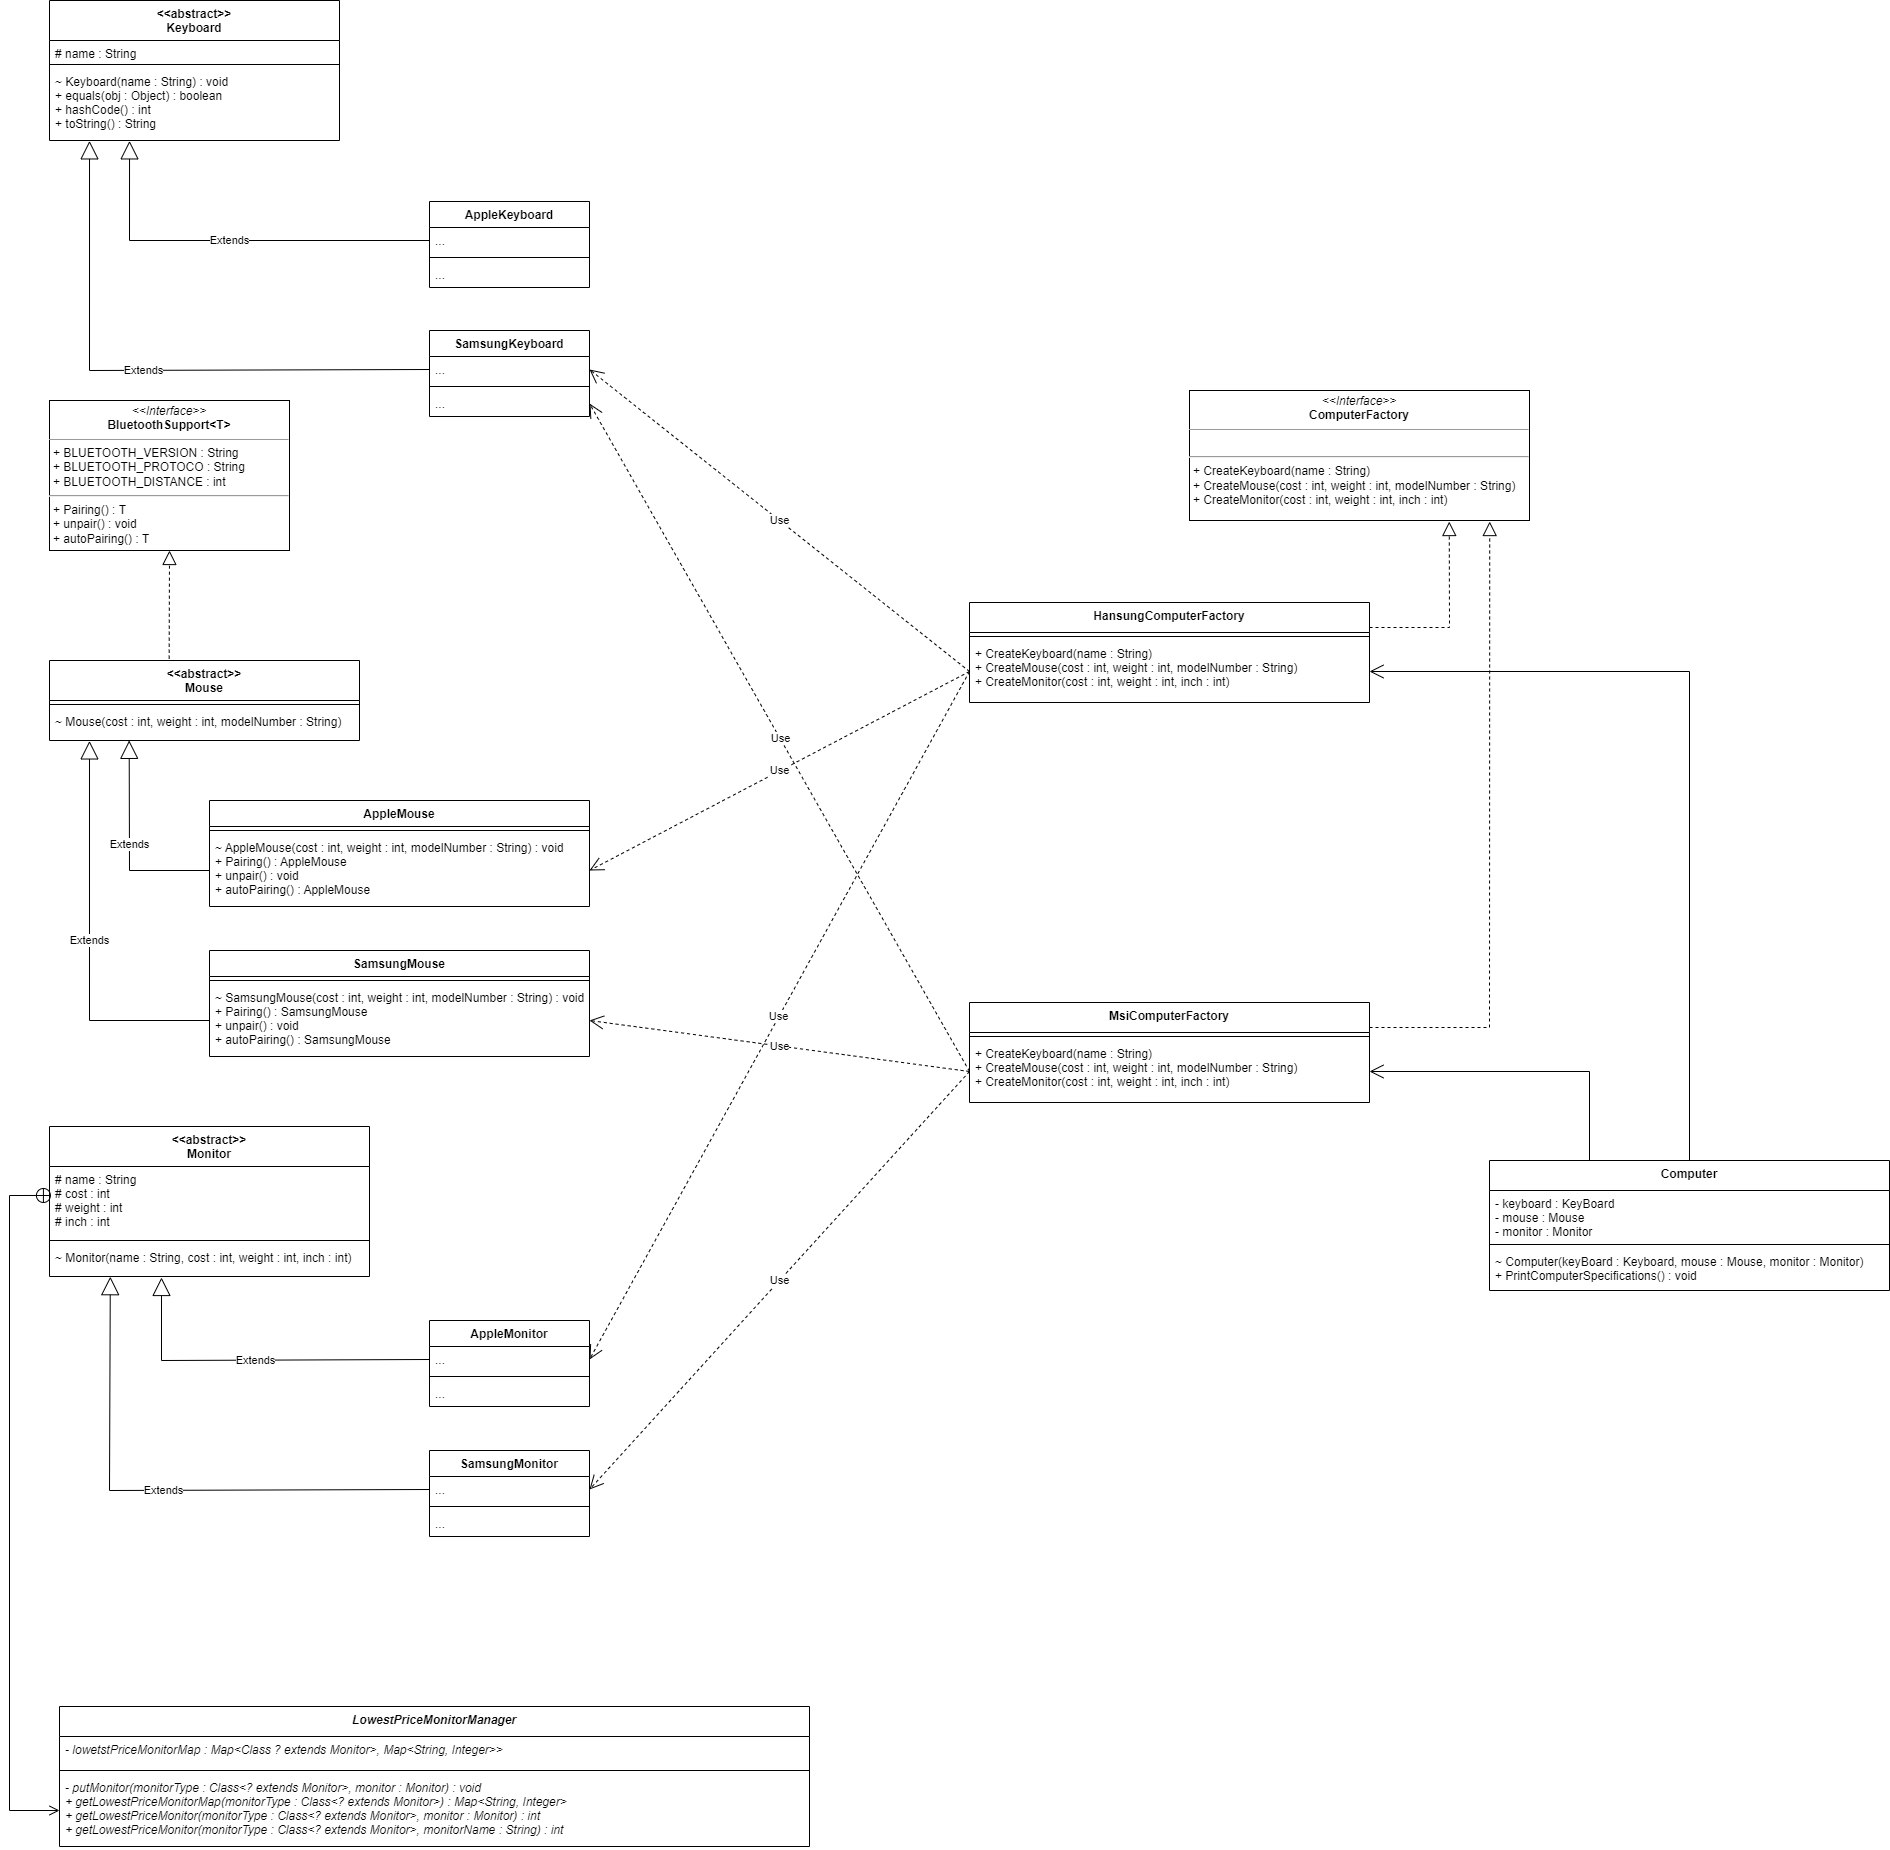 <<abstract>>
Keyboard
# name : String
~ Keyboard(name : String) : void
+ equals(obj : Object) : boolean
+ hashCode() : int
+ toString() : String
AppleKeyboard
...
...
Extends
SamsungKeyboard
...
...
Extends
<<Interface>>
BluetoothSupport<T>
+ BLUETOOTH_VERSION : String
+ BLUETOOTH_PROTOCO : String
+ BLUETOOTH_DISTANCE : int
+ Pairing() : T
+ unpair() : void
+ autoPairing() : T
<<Interface>>
ComputerFactory
+ CreateKeyboard(name : String)
+ CreateMouse(cost : int, weight : int, modelNumber : String)
+ CreateMonitor(cost : int, weight : int, inch : int)
Use
HansungComputerFactory
+ CreateKeyboard(name : String)
+ CreateMouse(cost : int, weight : int, modelNumber : String)
+ CreateMonitor(cost : int, weight : int, inch : int)
<<abstract>>
Mouse
~ Mouse(cost : int, weight : int, modelNumber : String)
Use
Use
AppleMouse
~ AppleMouse(cost : int, weight : int, modelNumber : String) : void
+ Pairing() : AppleMouse
+ unpair() : void
+ autoPairing() : AppleMouse
Extends
Extends
SamsungMouse
~ SamsungMouse(cost : int, weight : int, modelNumber : String) : void
+ Pairing() : SamsungMouse
+ unpair() : void
+ autoPairing() : SamsungMouse
Use
Use
MsiComputerFactory
+ CreateKeyboard(name : String)
+ CreateMouse(cost : int, weight : int, modelNumber : String)
+ CreateMonitor(cost : int, weight : int, inch : int)
<<abstract>>
Monitor
# name : String
# cost : int
# weight : int
# inch : int
~ Monitor(name : String, cost : int, weight : int, inch : int)
Computer
- keyboard : KeyBoard
- mouse : Mouse
- monitor : Monitor
~ Computer(keyBoard : Keyboard, mouse : Mouse, monitor : Monitor)
+ PrintComputerSpecifications() : void
Use
AppleMonitor
...
...
Extends
SamsungMonitor
...
...
Extends
LowestPriceMonitorManager
- lowetstPriceMonitorMap : Map<Class ? extends Monitor>, Map<String, Integer>>
- putMonitor(monitorType : Class<? extends Monitor>, monitor : Monitor) : void
+ getLowestPriceMonitorMap(monitorType : Class<? extends Monitor>) : Map<String, Integer>
+ getLowestPriceMonitor(monitorType : Class<? extends Monitor>, monitor : Monitor) : int
+ getLowestPriceMonitor(monitorType : Class<? extends Monitor>, monitorName : String) : int